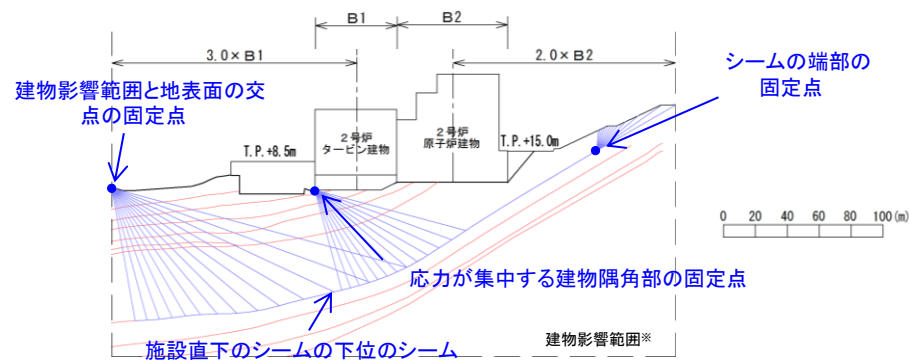 B1
B2
3.0×B1
2.0×B2
シームの端部の
固定点
建物影響範囲と地表面の交
点の固定点
2号炉
タービン建物
2号炉
原子炉建物
T.P.+8.5m
T.P.+15.0m
0 20 40 60 80 100(m)
応力が集中する建物隅角部の固定点
建物影響範囲※
施設直下のシームの下位のシーム